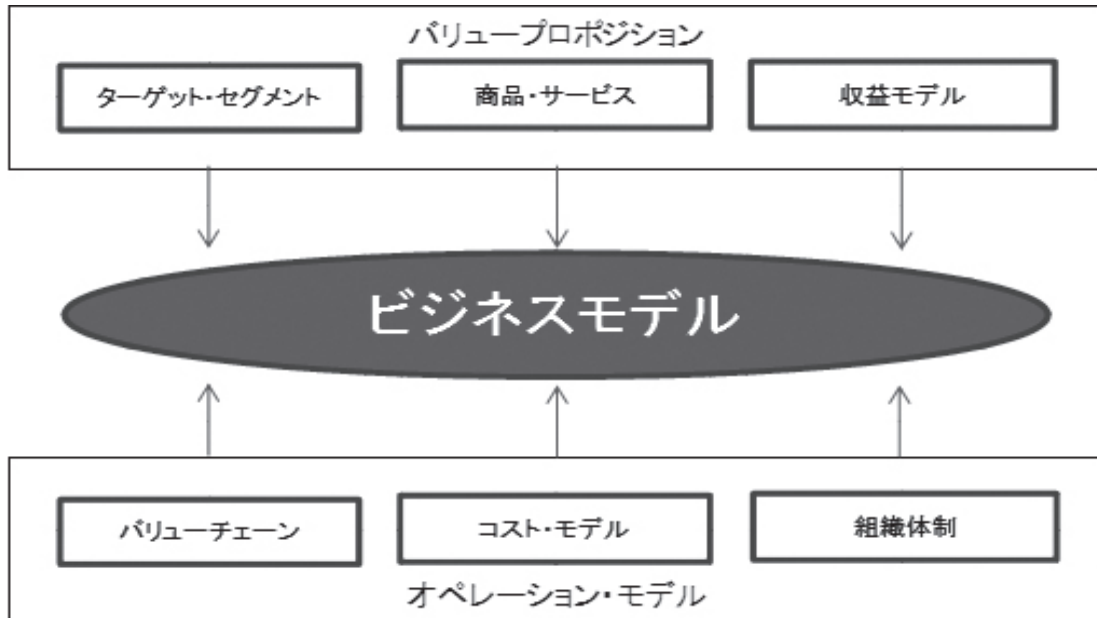 バリュープロポジション
ターゲット・セグメント
商品・サービス
収益モデル
ビジネスモデル
バリューチェーン
コスト・モデル
組織体制
オペレーション・モデル